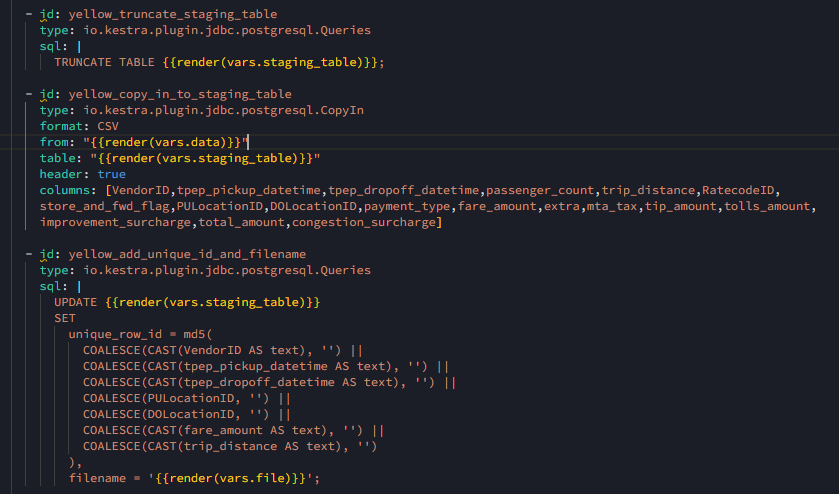 - id: yellow_truncate_staging_table
type: io.kestra.plugin.jdbc.postgresql.Queries
sql: |
TRUNCATE TABLE {{render(vars.staging_table)}};
- id: yellow_copy_in_to_staging_table
type: io.kestra.plugin.jdbc.postgresql.CopyIn
format: CSV
from: "{{render(vars.data)}}"
table: "{{render(vars.staging_table)}}"
header: true
columns: [VendorID,tpep_pickup_datetime,tpep_dropoff_datetime,passenger_count,trip_distance,RatecodeID,
store_and_fwd_flag,PULocationID,DOLocationID,payment_type,fare_amount,extra,mta_tax,tip_amount,tolls_amount,
improvement_surcharge,total_amount,congestion_surcharge]
- id: yellow_add_unique_id_and_filename
type: io.kestra.plugin.jdbc.postgresql.Queries
sql: |
UPDATE {{render(vars.staging_table)}}
SET
unique_row_id = md5(
COALESCE(CAST(VendorID AS text), '') ||
COALESCE(CAST(tpep_pickup_datetime AS text), '') ||
COALESCE(CAST(tpep_dropoff_datetime AS text), '') ||
COALESCE(PULocationID, '') ||
COALESCE(DOLocationID, '') ||
COALESCE(CAST(fare_amount AS text), '') ||
COALESCE(CAST(trip_distance AS text), '')
),
filename = '{{render(vars.file)}}';